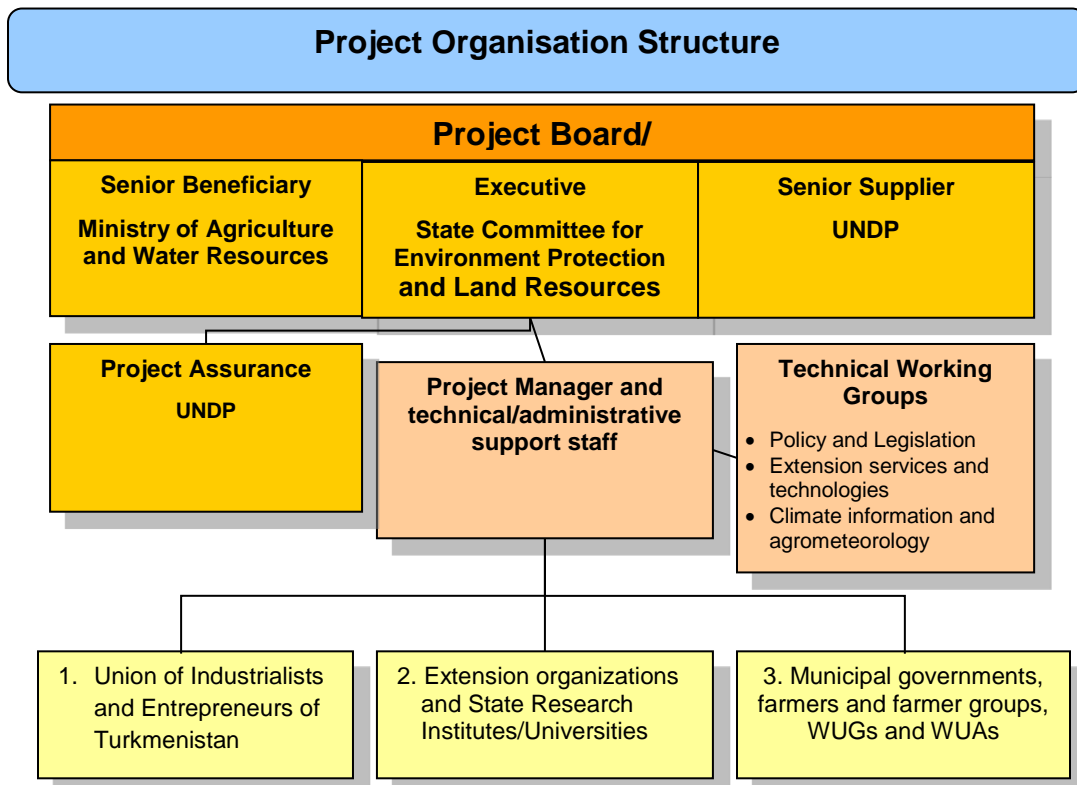 Project Organisation Structure
Project Board/
Senior Beneficiary
Ministry of Agriculture
and Water Resources
Executive
State Committee for
Environment Protection
and Land Resources
Senior Supplier
UNDP
Project Assurance
UNDP
Project Manager and
technical/administrative
support staff
Technical Working
Groups
• Policy and Legislation
• Extension services and
technologies
• Climate information and
agrometeorology
1. Union of Industrialists
and Entrepreneurs of
Turkmenistan
2. Extension organizations
and State Research
Institutes/Universities
3. Municipal governments,
farmers and farmer groups,
WUGs and WUAs